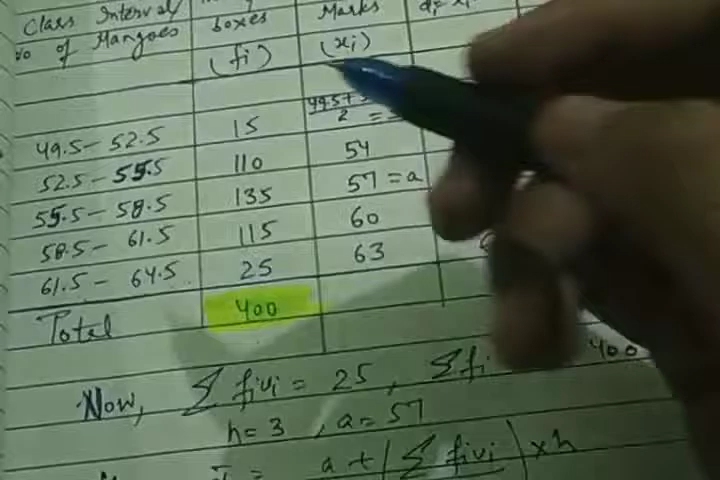 Class Interval/ boxes Marks
No of Mangoes (fi) (xi)
49.5+
2 =
49.5 – 52.5 15
52.5 – 55.5 110 54
55.5 – 58.5 135 57 = a
58.5 – 61.5 115 60
61.5 – 64.5 25 63
Total 400
Now, ∑ fivi = 25, ∑fi 400
h = 3 , a = 57
a + (∑ fivi) × h